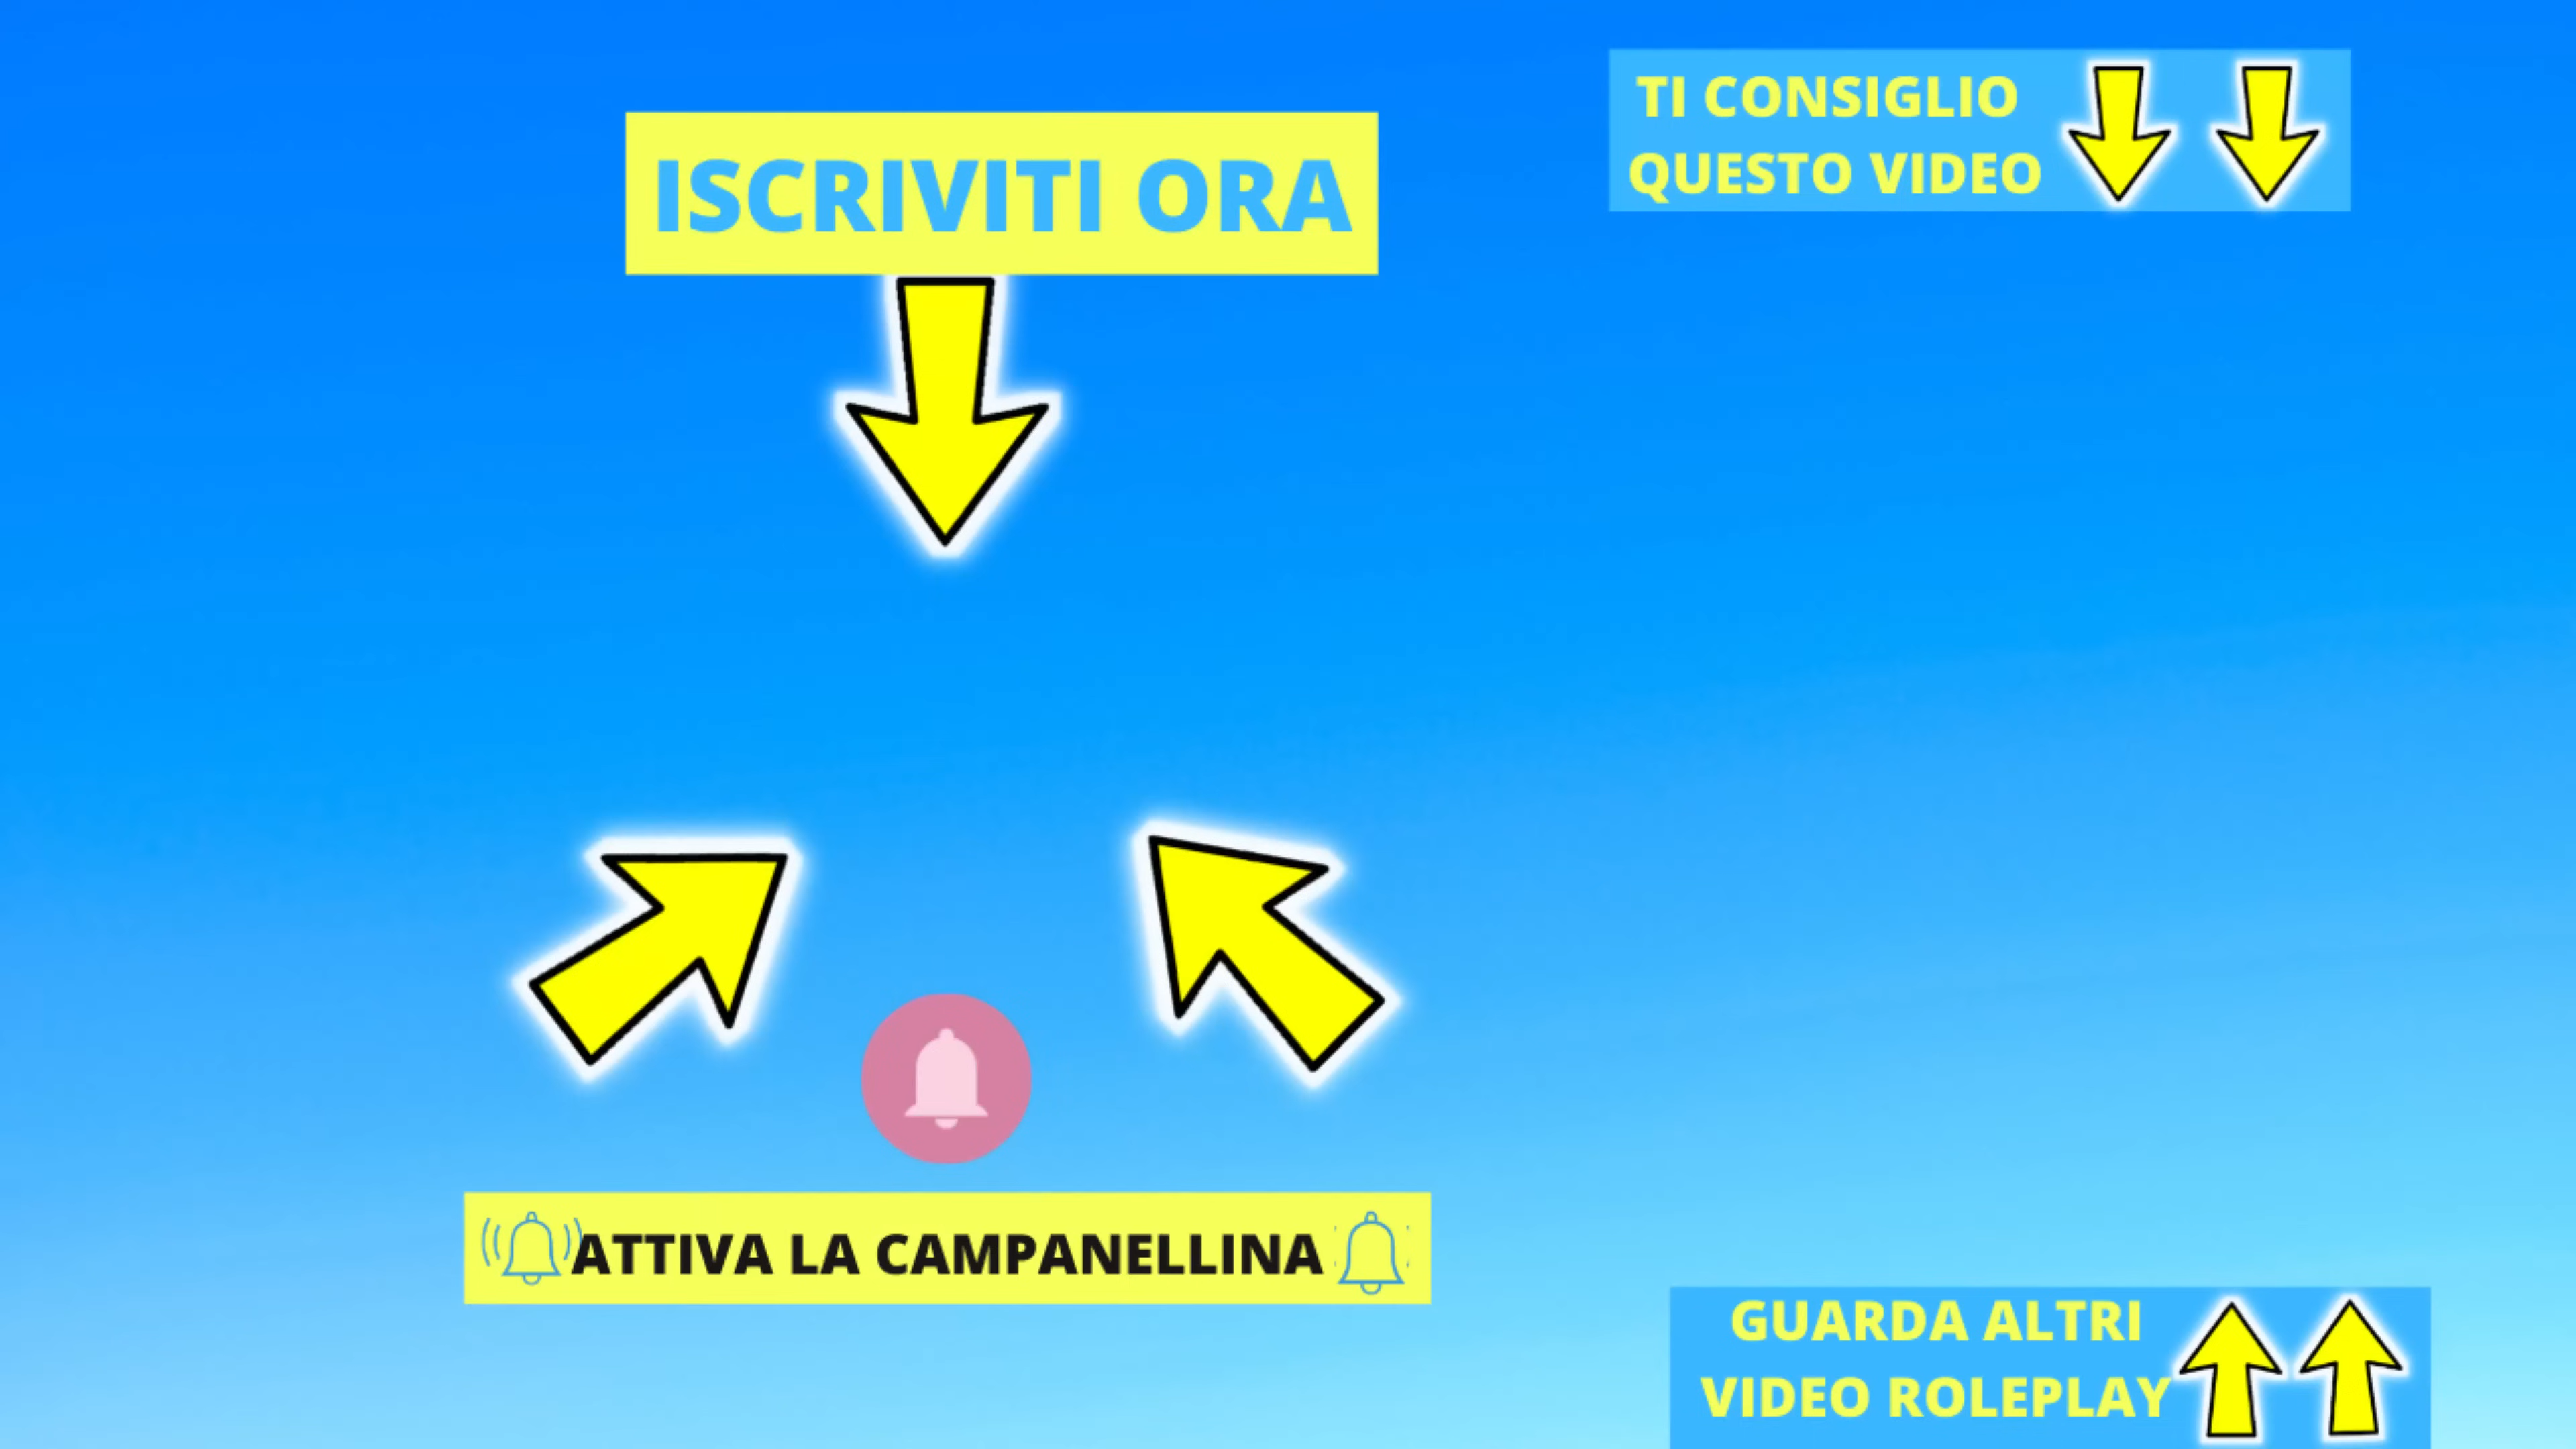 ISCRIVITI ORA
TI CONSIGLIO
QUESTO VIDEO
ATTIVA LA CAMPANELLINA
GUARDA ALTRI
VIDEO ROLEPLAY